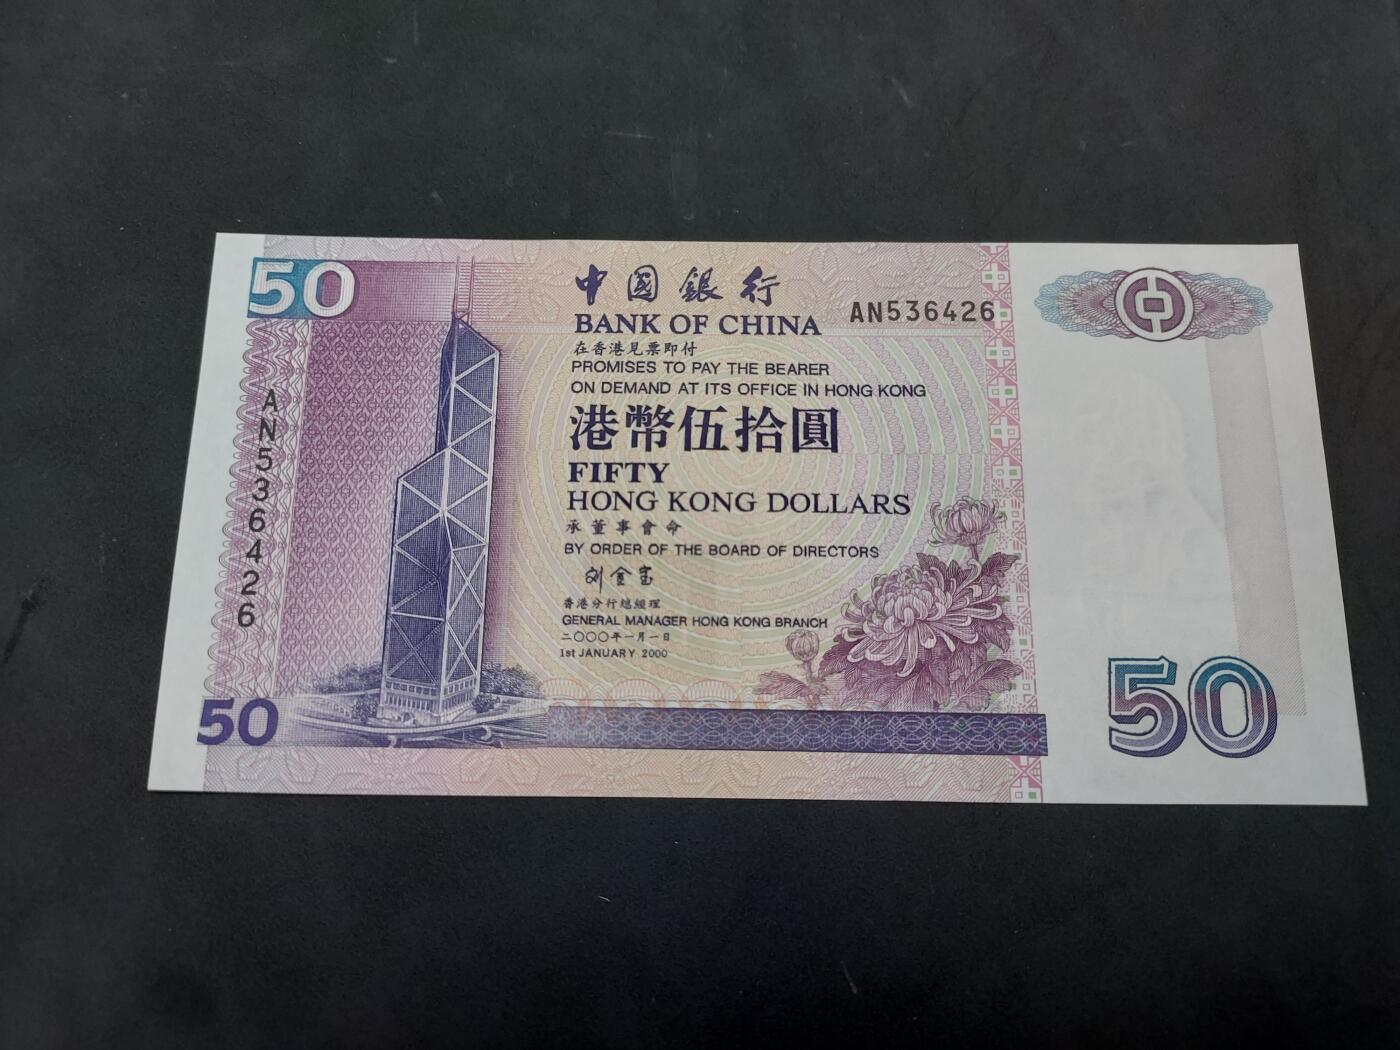 50
中國銀行
BANK OF CHINA
AN536426
在香港見票即付
PROMISES TO PAY THE BEARER
ON DEMAND AT ITS OFFICE IN HONG KONG
港幣伍拾圓
FIFTY
HONG KONG DOLLARS
承董事會命
BY ORDER OF THE BOARD OF DIRECTORS
刘金宝
香港分行總經理
GENERAL MANAGER HONG KONG BRANCH
二〇〇〇年一月一日
1st JANUARY 2000
AN536426
50
50